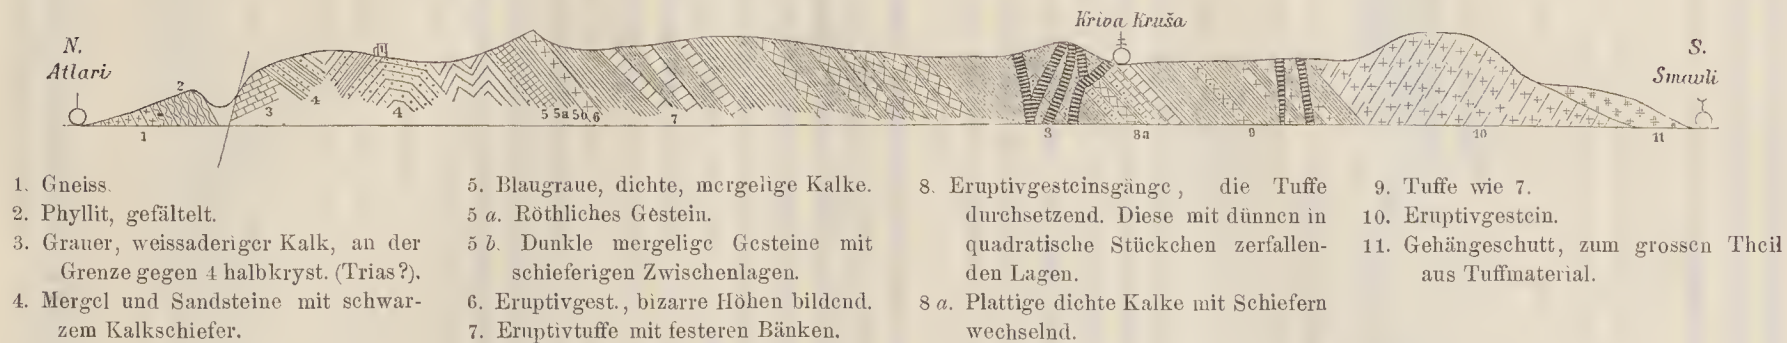 Kriva Kruša
N.
Atlari
S.
Smavli
2
4
3
4
5 5a 5b 6
7
1
8
8a
9
10
11
1. Gneiss.
2. Phyllit, gefältelt.
3. Grauer, weissaderiger Kalk, an der
Grenze gegen 4 halbkryst. (Trias?).
4. Mergel und Sandsteine mit schwar-
zem Kalkschiefer.
5. Blaugraue, dichte, mergelige Kalke.
5 a. Röthliches Gestein.
5 b. Dunkle mergelige Gesteine mit
schieferigen Zwischenlagen.
6. Eruptivgest., bizarre Höhen bildend.
7. Eruptivtuffe mit festeren Bänken.
8. Eruptivgesteinsgänge, die Tuffe
durchsetzend. Diese mit dünnen in
quadratische Stückchen zerfallen-
den Lagen.
8 a. Plattige dichte Kalke mit Schiefern
wechselnd.
9. Tuffe wie 7.
10. Eruptivgestein.
11. Gehängeschutt, zum grossen Theil
aus Tuffmaterial.